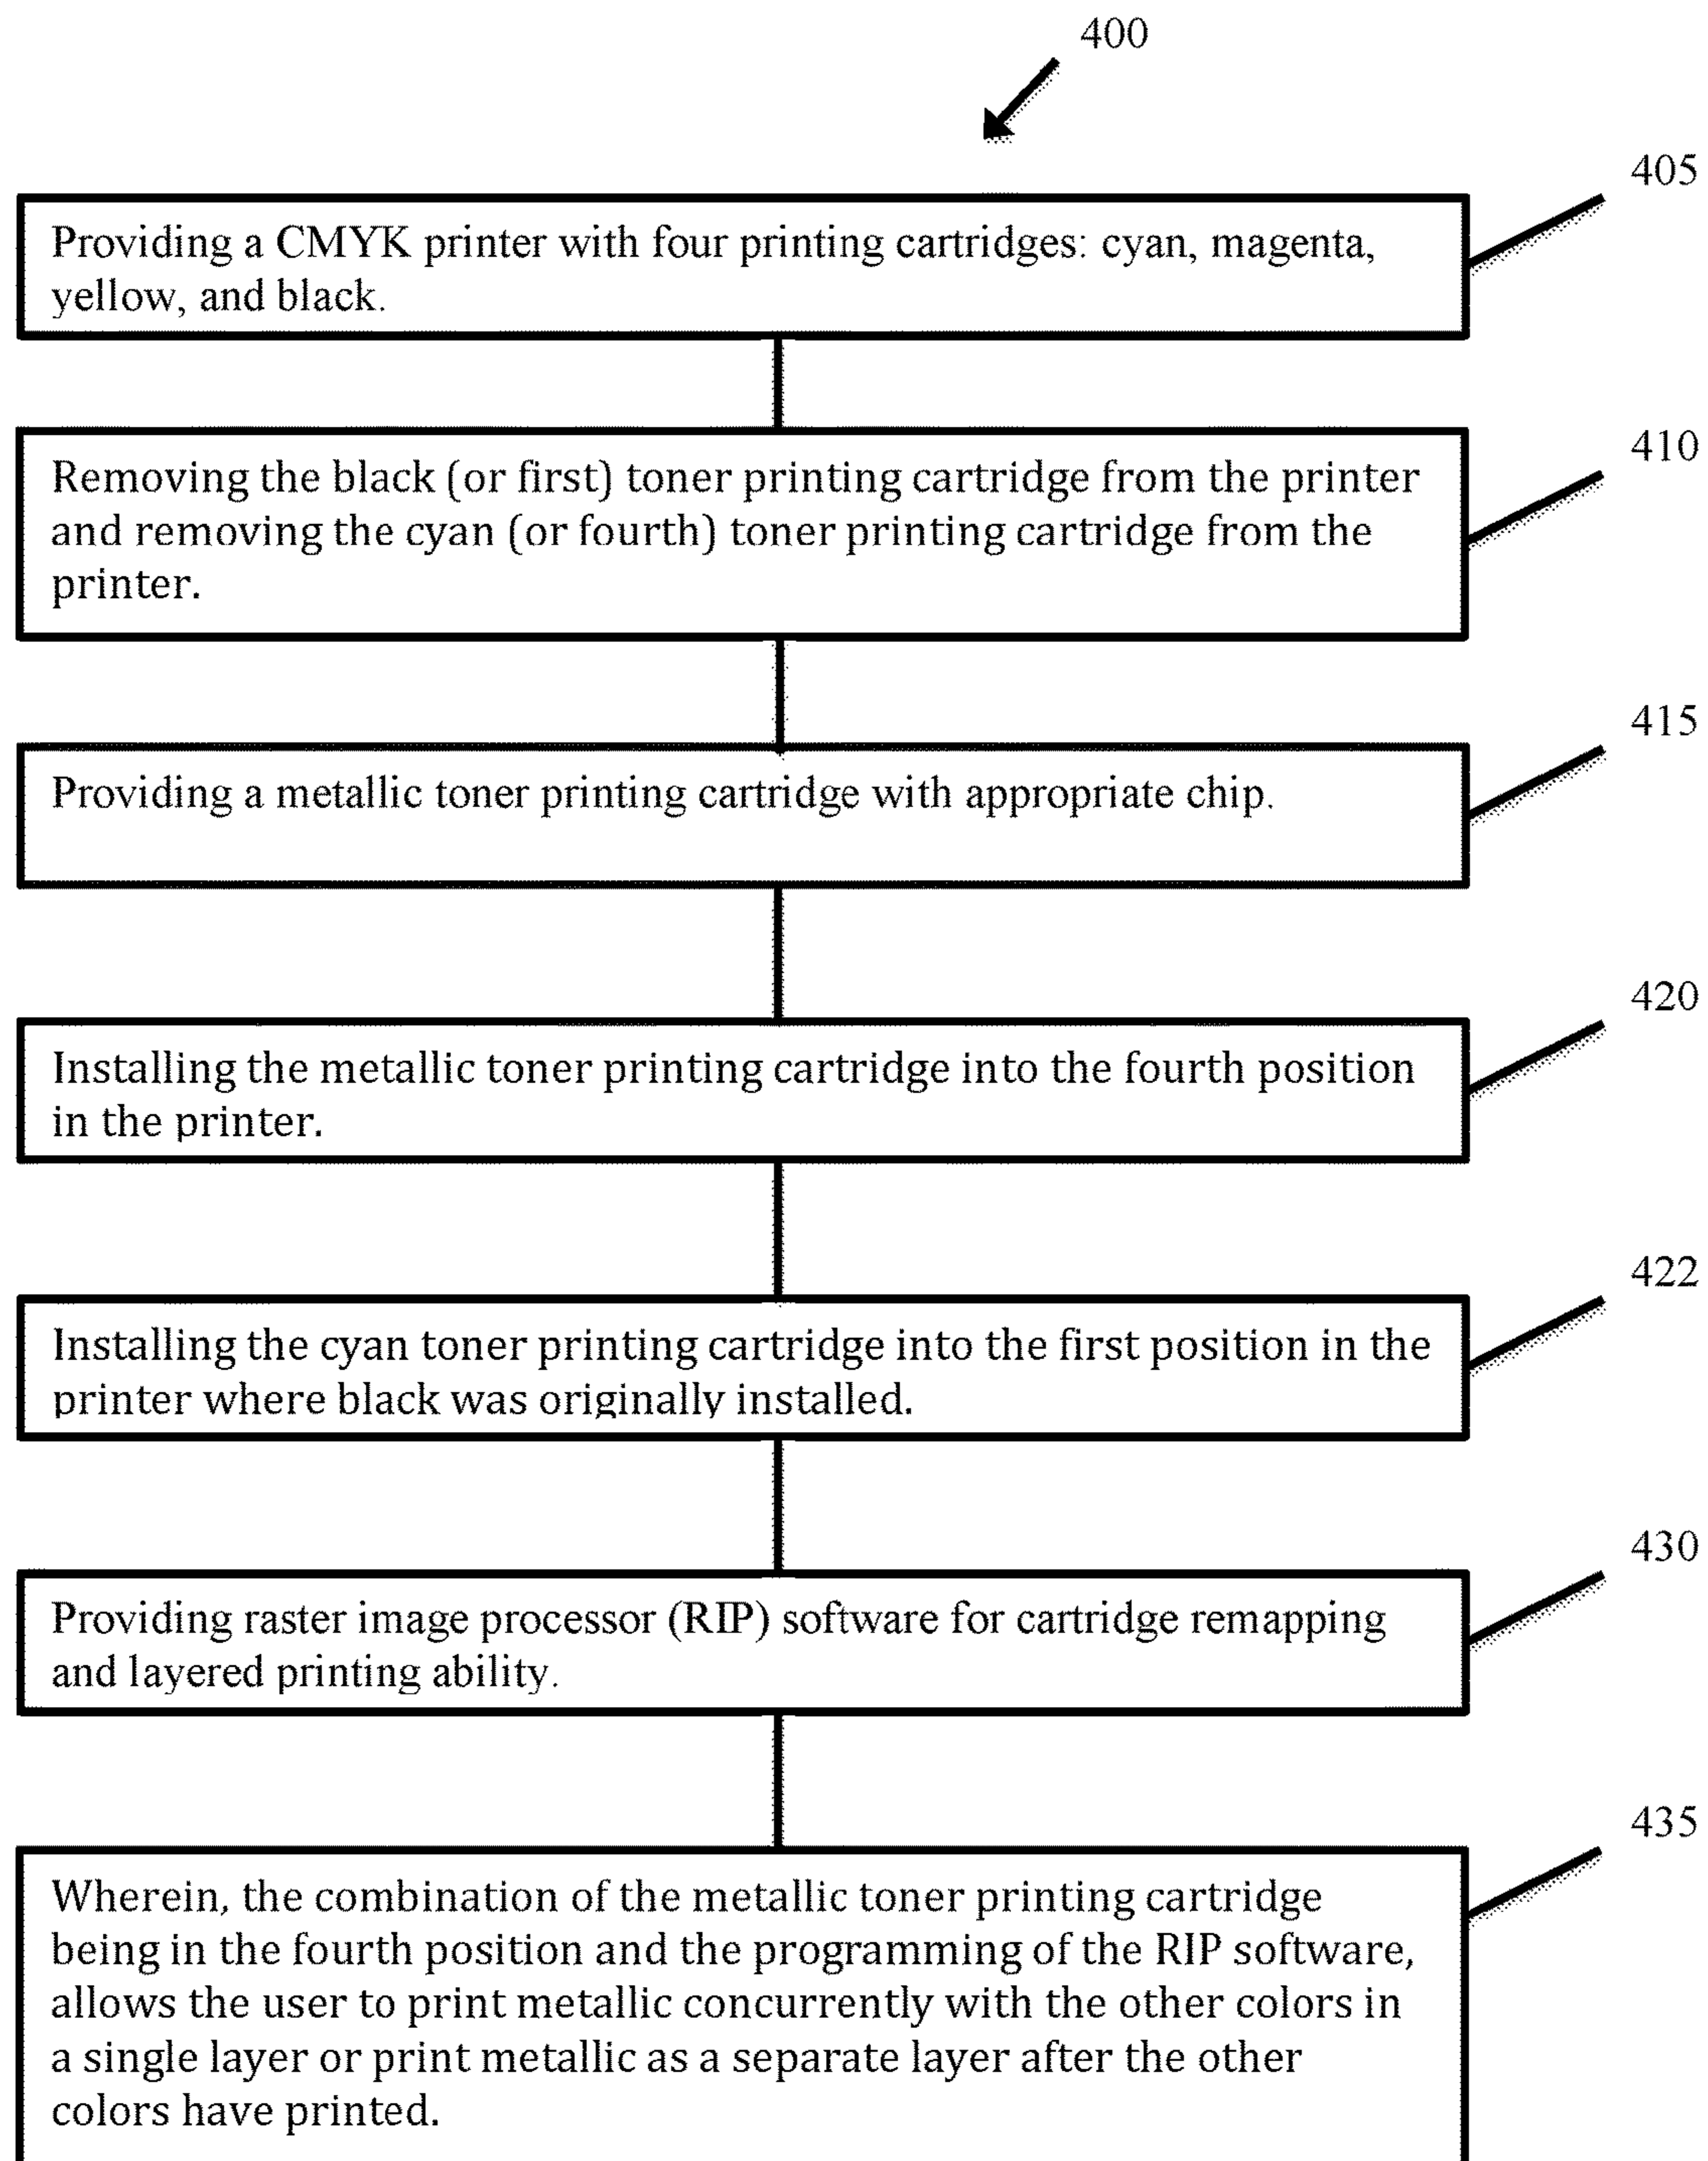 400
405
Providing a CMYK printer with four printing cartridges: cyan, magenta,
yellow, and black.
410
Removing the black (or first) toner printing cartridge from the printer
and removing the cyan (or fourth) toner printing cartridge from the
printer.
415
Providing a metallic toner printing cartridge with appropriate chip.
420
Installing the metallic toner printing cartridge into the fourth position
in the printer.
422
Installing the cyan toner printing cartridge into the first position in the
printer where black was originally installed.
430
Providing raster image processor (RIP) software for cartridge remapping
and layered printing ability.
435
Wherein, the combination of the metallic toner printing cartridge
being in the fourth position and the programming of the RIP software,
allows the user to print metallic concurrently with the other colors in
a single layer or print metallic as a separate layer after the other
colors have printed.